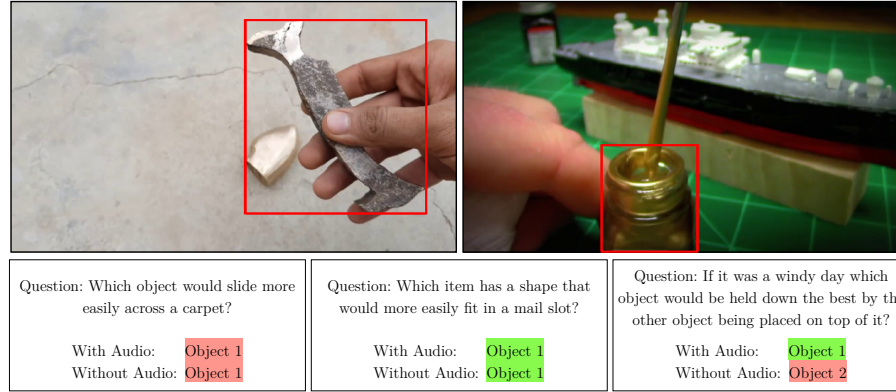 Question: Which object would slide more
easily across a carpet?
With Audio: Object 1
Without Audio: Object 1
Question: Which item has a shape that
would more easily fit in a mail slot?
With Audio: Object 1
Without Audio: Object 1
Question: If it was a windy day which
object would be held down the best by th
other object being placed on top of it?
With Audio: Object 1
Without Audio: Object 2